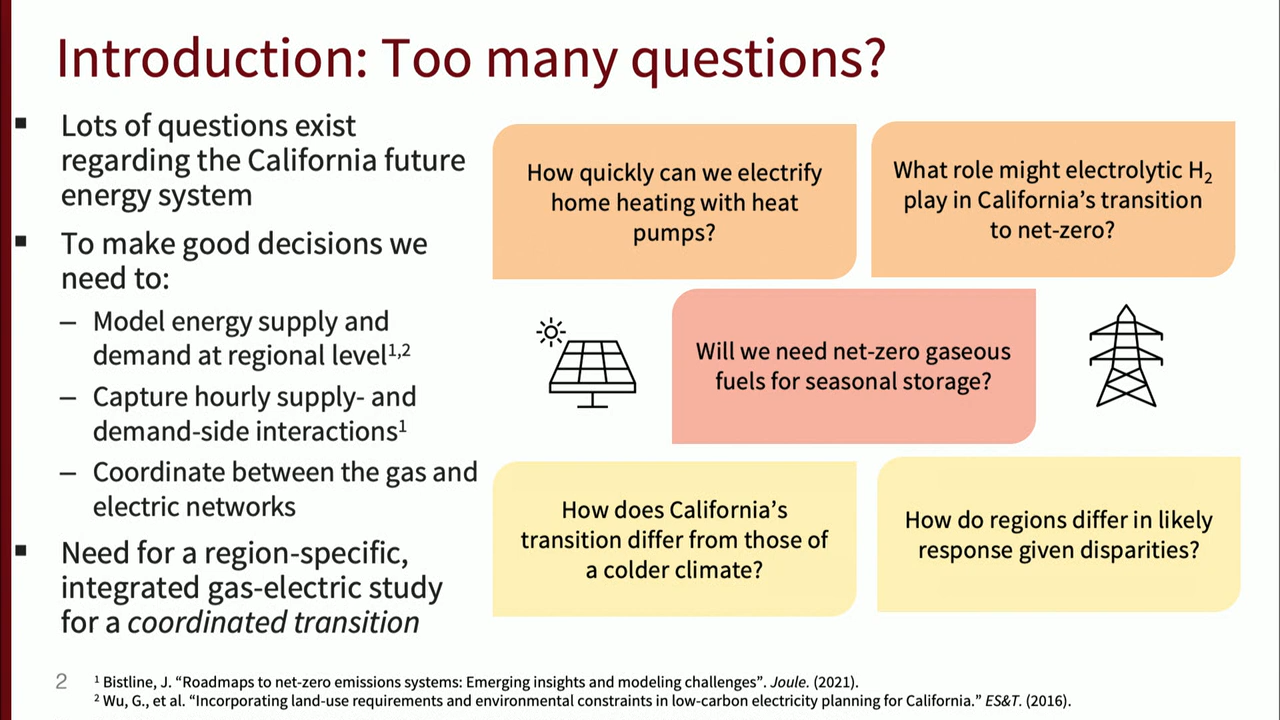 Introduction: Too many questions?
▪ Lots of questions exist
regarding the California future
energy system
▪ To make good decisions we
need to:
– Model energy supply and
demand at regional level¹,²
– Capture hourly supply- and
demand-side interactions¹
– Coordinate between the gas and
electric networks
▪ Need for a region-specific,
integrated gas-electric study
for a coordinated transition
How quickly can we electrify
home heating with heat
pumps?
What role might electrolytic H₂
play in California’s transition
to net-zero?
Will we need net-zero gaseous
fuels for seasonal storage?
How does California’s
transition differ from those of
a colder climate?
How do regions differ in likely
response given disparities?
2
¹ Bistline, J. “Roadmaps to net-zero emissions systems: Emerging insights and modeling challenges”. Joule. (2021).
² Wu, G., et al. “Incorporating land-use requirements and environmental constraints in low-carbon electricity planning for California.” ES&T. (2016).